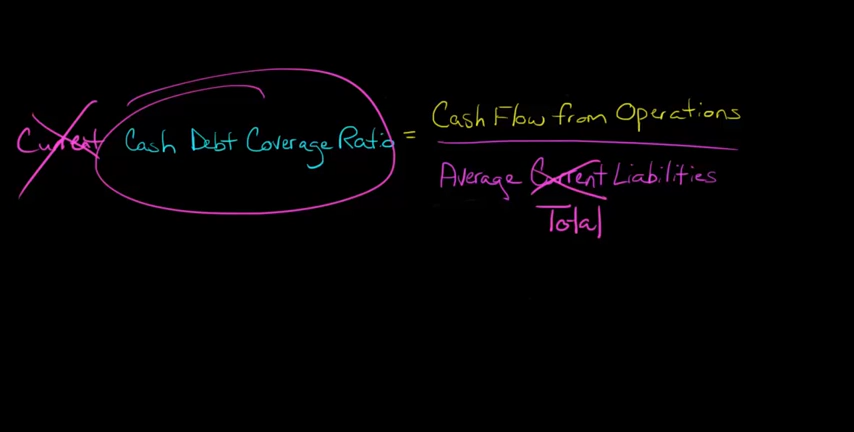 Current Cash Debt Coverage Ratio = Cash Flow from Operations
Average Current Liabilities
Total